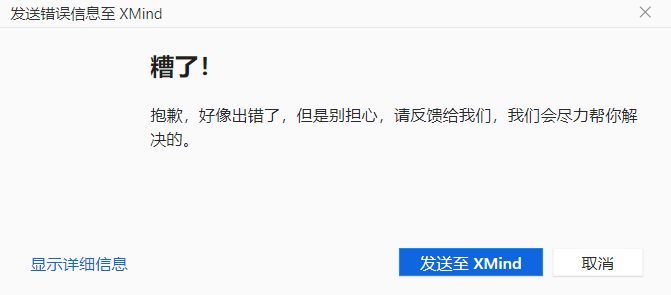 发送错误信息至 XMind
糟了！
抱歉，好像出错了，但是别担心，请反馈给我们，我们会尽力帮你解
决的。
显示详细信息
发送至 XMind
取消